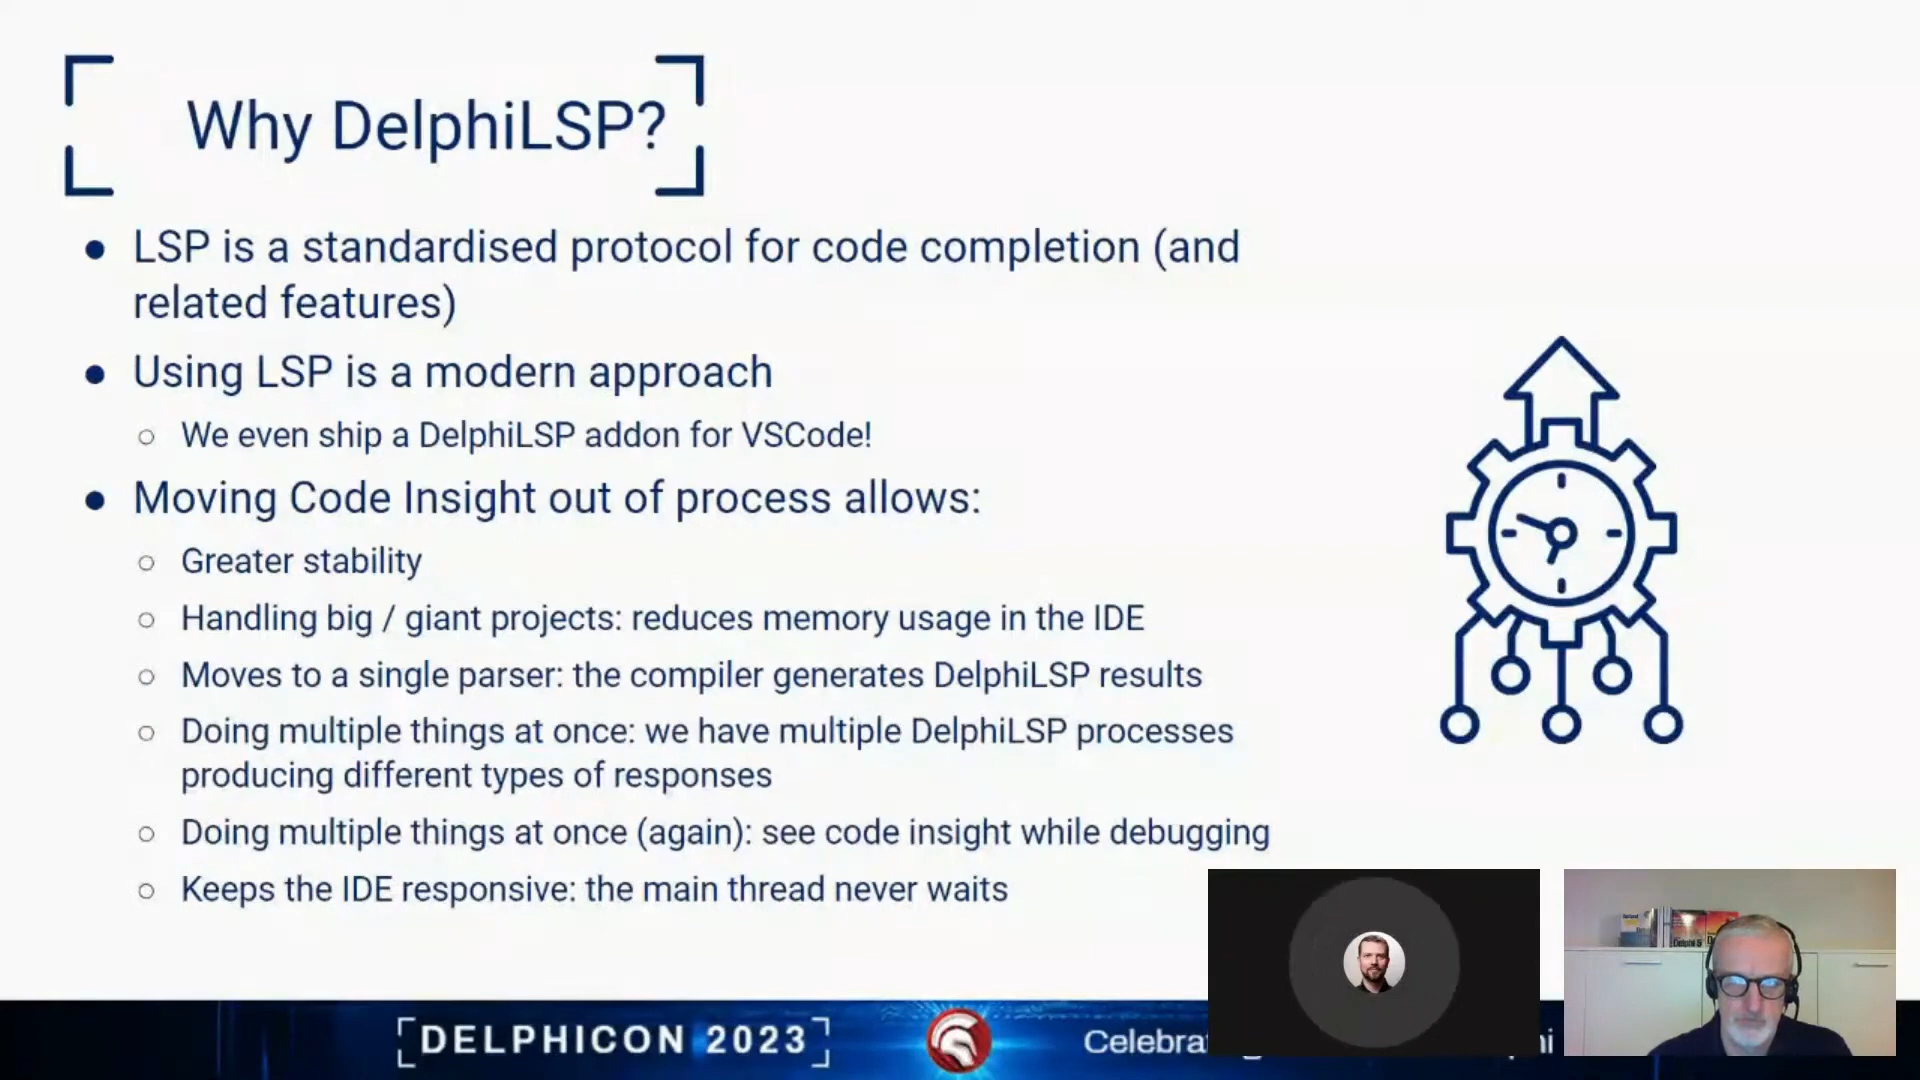 Why DelphiLSP?
● LSP is a standardised protocol for code completion (and
related features)
● Using LSP is a modern approach
○ We even ship a DelphiLSP addon for VSCode!
● Moving Code Insight out of process allows:
○ Greater stability
○ Handling big / giant projects: reduces memory usage in the IDE
○ Moves to a single parser: the compiler generates DelphiLSP results
○ Doing multiple things at once: we have multiple DelphiLSP processes
producing different types of responses
○ Doing multiple things at once (again): see code insight while debugging
○ Keeps the IDE responsive: the main thread never waits
DELPHICON 2023